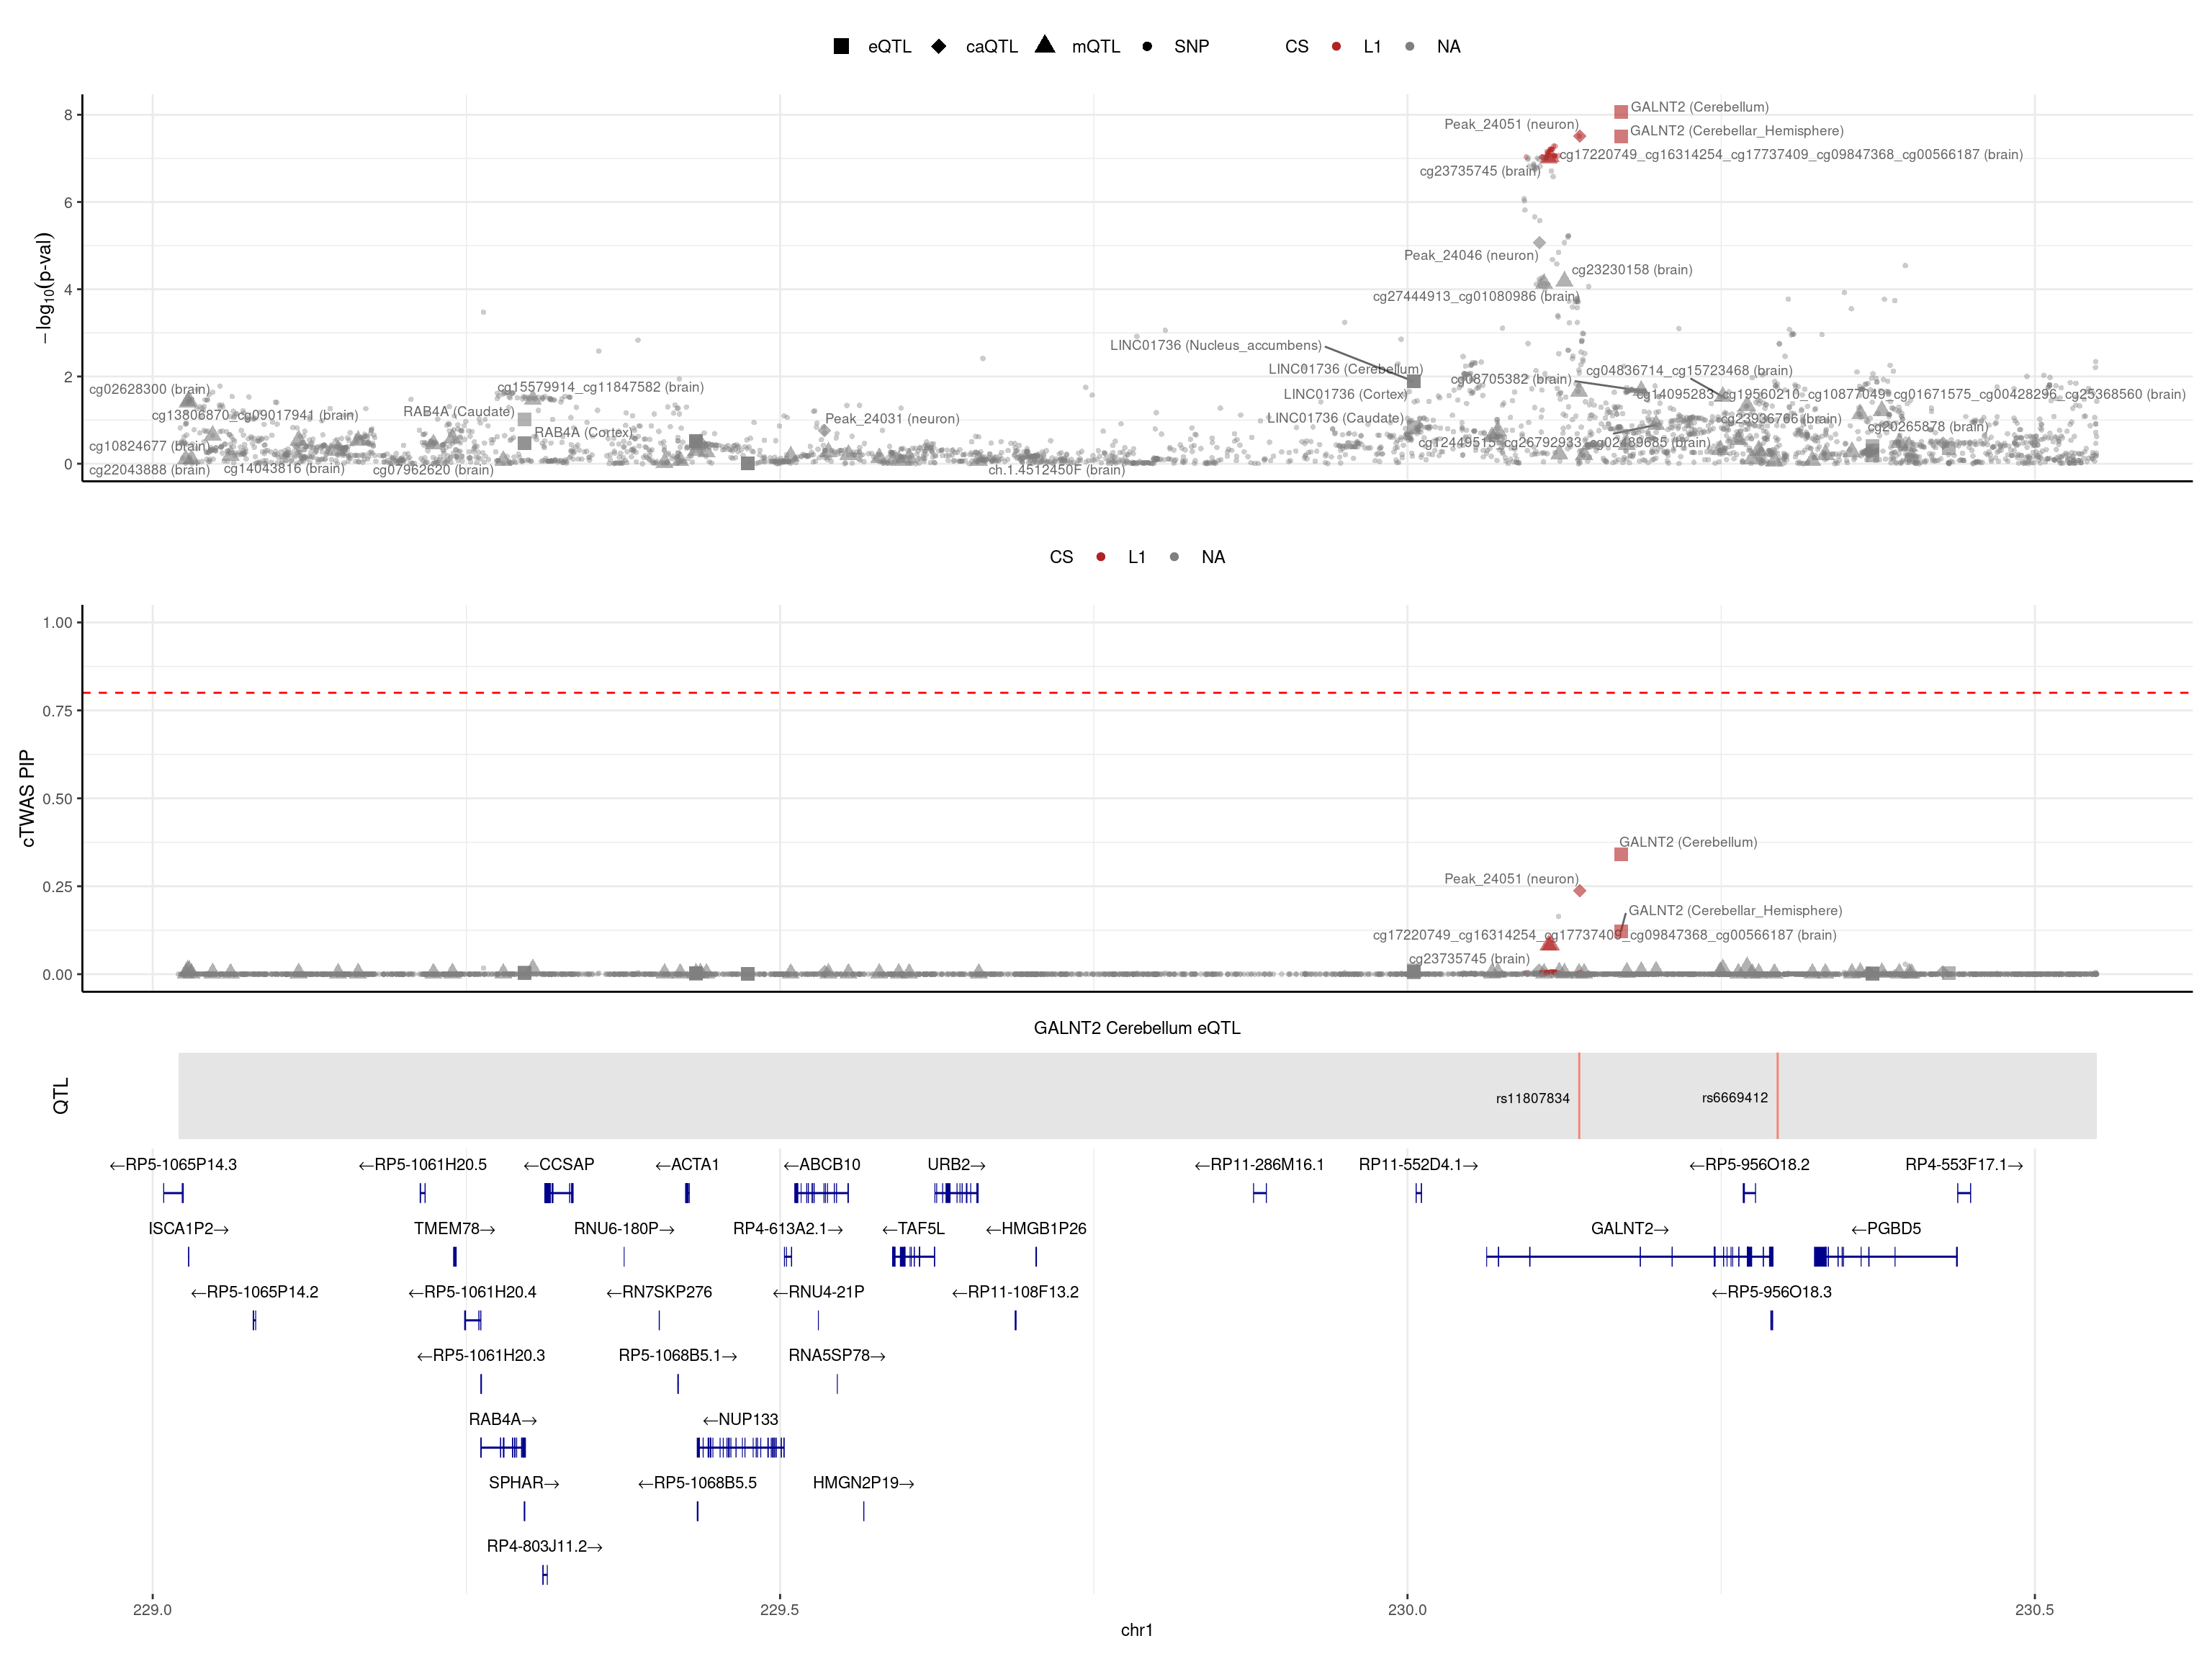 eQTL caQTL mQTL SNP CS L1 NA
−log10(p-val)
8
6
4
2
0
GALNT2 (Cerebellum)
Peak_24051 (neuron)
GALNT2 (Cerebellar_Hemisphere)
cg17220749_cg16314254_cg17737409_cg09847368_cg00566187 (brain)
cg23735745 (brain)
Peak_24046 (neuron)
cg23230158 (brain)
cg27444913_cg01080986 (brain)
LINC01736 (Nucleus_accumbens)
LINC01736 (Cerebellum)
cg08705382 (brain)
cg04836714_cg15723468 (brain)
LINC01736 (Cortex)
cg14095283_cg19560210_cg10877049_cg01671575_cg00428296_cg25368560 (brain)
LINC01736 (Caudate)
cg23936766 (brain)
cg20265878 (brain)
cg12449515_cg26792933_cg02489685 (brain)
cg02628300 (brain)
cg15579914_cg11847582 (brain)
cg13806870_cg09017941 (brain)
RAB4A (Caudate)
Peak_24031 (neuron)
RAB4A (Cortex)
cg10824677 (brain)
cg22043888 (brain)
cg14043816 (brain)
cg07962620 (brain)
ch.1.4512450F (brain)
CS L1 NA
cTWAS PIP
1.00
0.75
0.50
0.25
0.00
GALNT2 (Cerebellum)
Peak_24051 (neuron)
GALNT2 (Cerebellar_Hemisphere)
cg17220749_cg16314254_cg17737409_cg09847368_cg00566187 (brain)
cg23735745 (brain)
GALNT2 Cerebellum eQTL
QTL
rs11807834
rs6669412
←RP5-1065P14.3 ←RP5-1061H20.5 ←CCSAP ←ACTA1 ←ABCB10 URB2→ ←RP11-286M16.1 RP11-552D4.1→ ←RP5-956O18.2 RP4-553F17.1→
ISCA1P2→ TMEM78→ RNU6-180P→ RP4-613A2.1→ ←TAF5L ←HMGB1P26 GALNT2→ ←PGBD5
←RP5-1065P14.2 ←RP5-1061H20.4 ←RN7SKP276 ←RNU4-21P ←RP11-108F13.2 ←RP5-956O18.3
←RP5-1061H20.3 RP5-1068B5.1→ RNA5SP78→
RAB4A→ ←NUP133
SPHAR→ ←RP5-1068B5.5 HMGN2P19→
RP4-803J11.2→
229.0 229.5 230.0 230.5
chr1